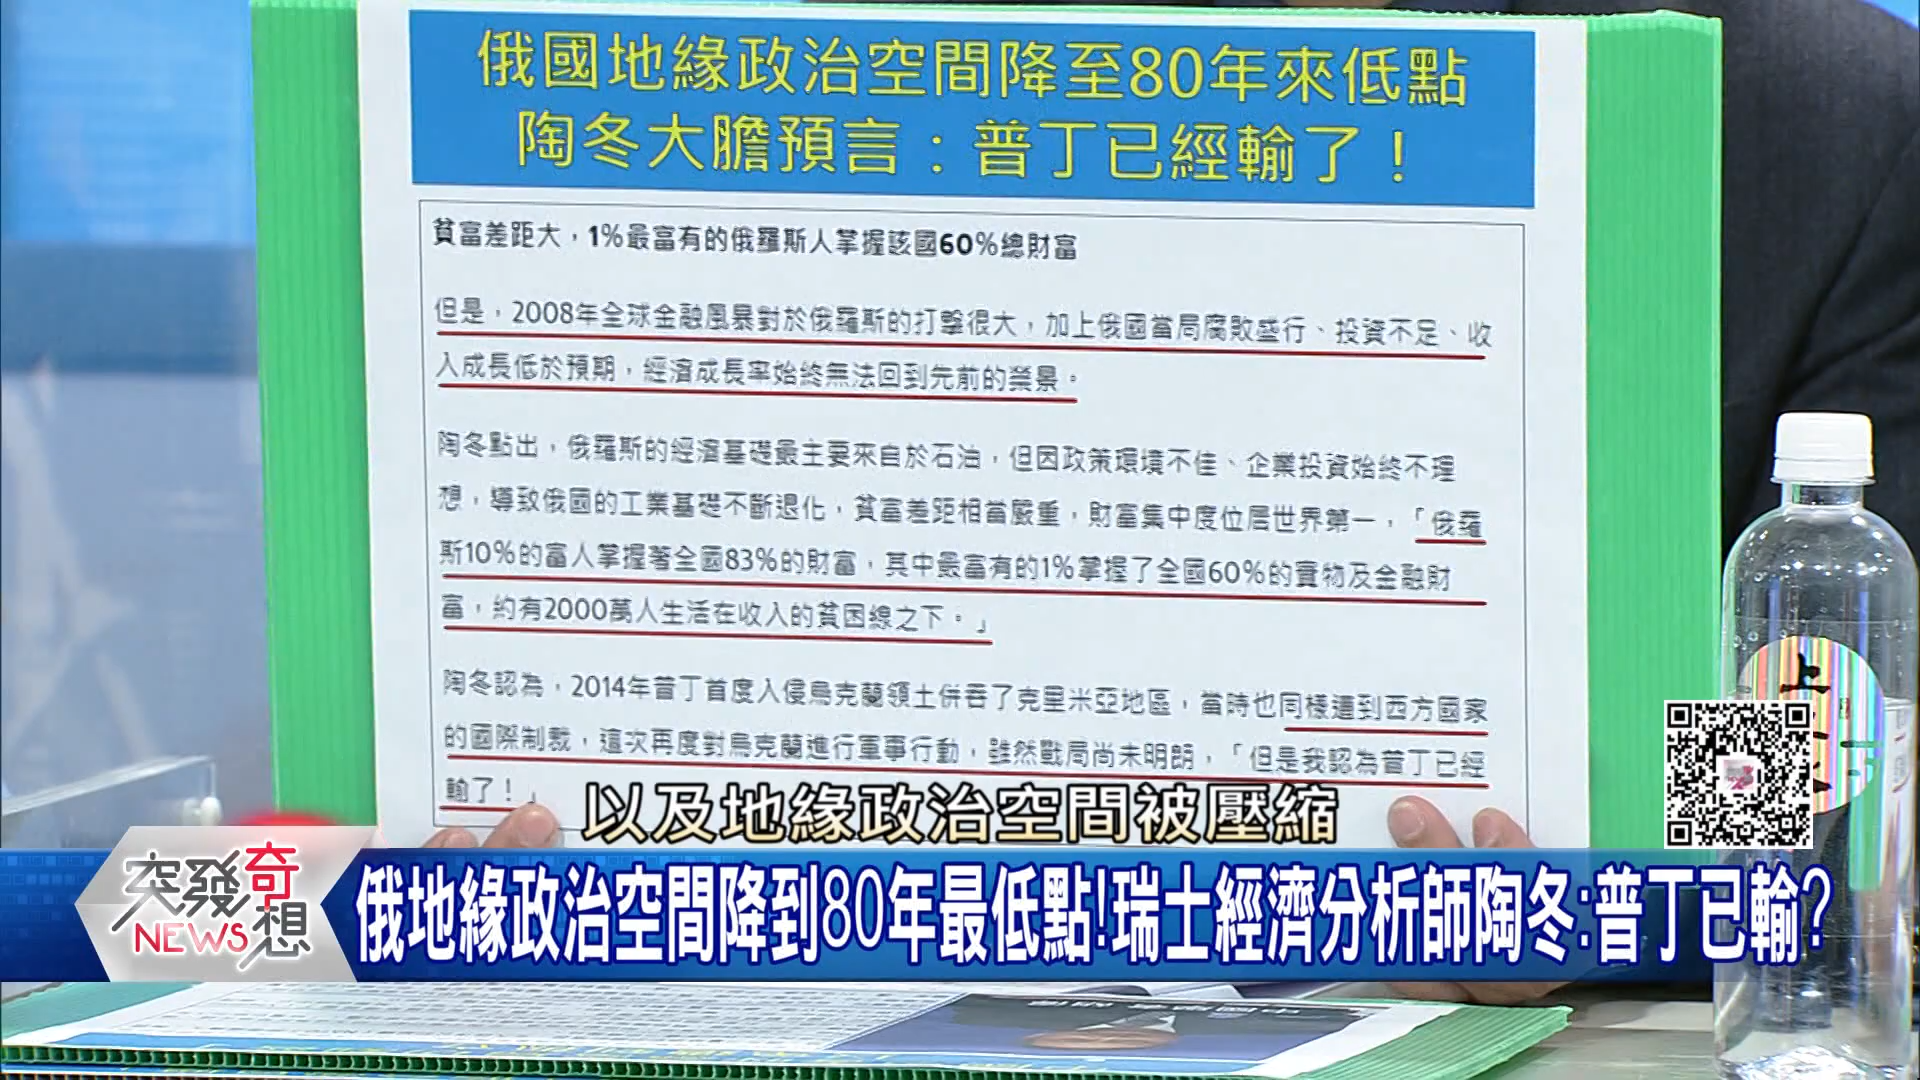 俄國地緣政治空間降至80年來低點
陶冬大膽預言：普丁已經輸了！
貧富差距大，1%最富有的俄羅斯人掌握該國60%總財富
但是，2008年全球金融風暴對於俄羅斯的打擊很大，加上俄國當局腐敗盛行、投資不足、收
入成長低於預期，經濟成長率始終無法回到先前的榮景。
陶冬點出，俄羅斯的經濟基礎最主要來自於石油，但因政策環境不佳、企業投資始終不理
想，導致俄國的工業基礎不斷退化，貧富差距相當嚴重，財富集中度位居世界第一，「俄羅
斯10%的富人掌握著全國83%的財富，其中最富有的1%掌握了全國60%的實物及金融財
富，約有2000萬人生活在收入的貧困線之下。」
陶冬認為，2014年普丁首度入侵烏克蘭領土併吞了克里米亞地區，當時也同樣遭到西方國家
的國際制裁，這次再度對烏克蘭進行軍事行動，雖然戰局尚未明朗，「但是我認為普丁已經
輸了！」
以及地緣政治空間被壓縮
突發奇想
NEWS
俄地緣政治空間降到80年最低點!瑞士經濟分析師陶冬:普丁已輸?
上